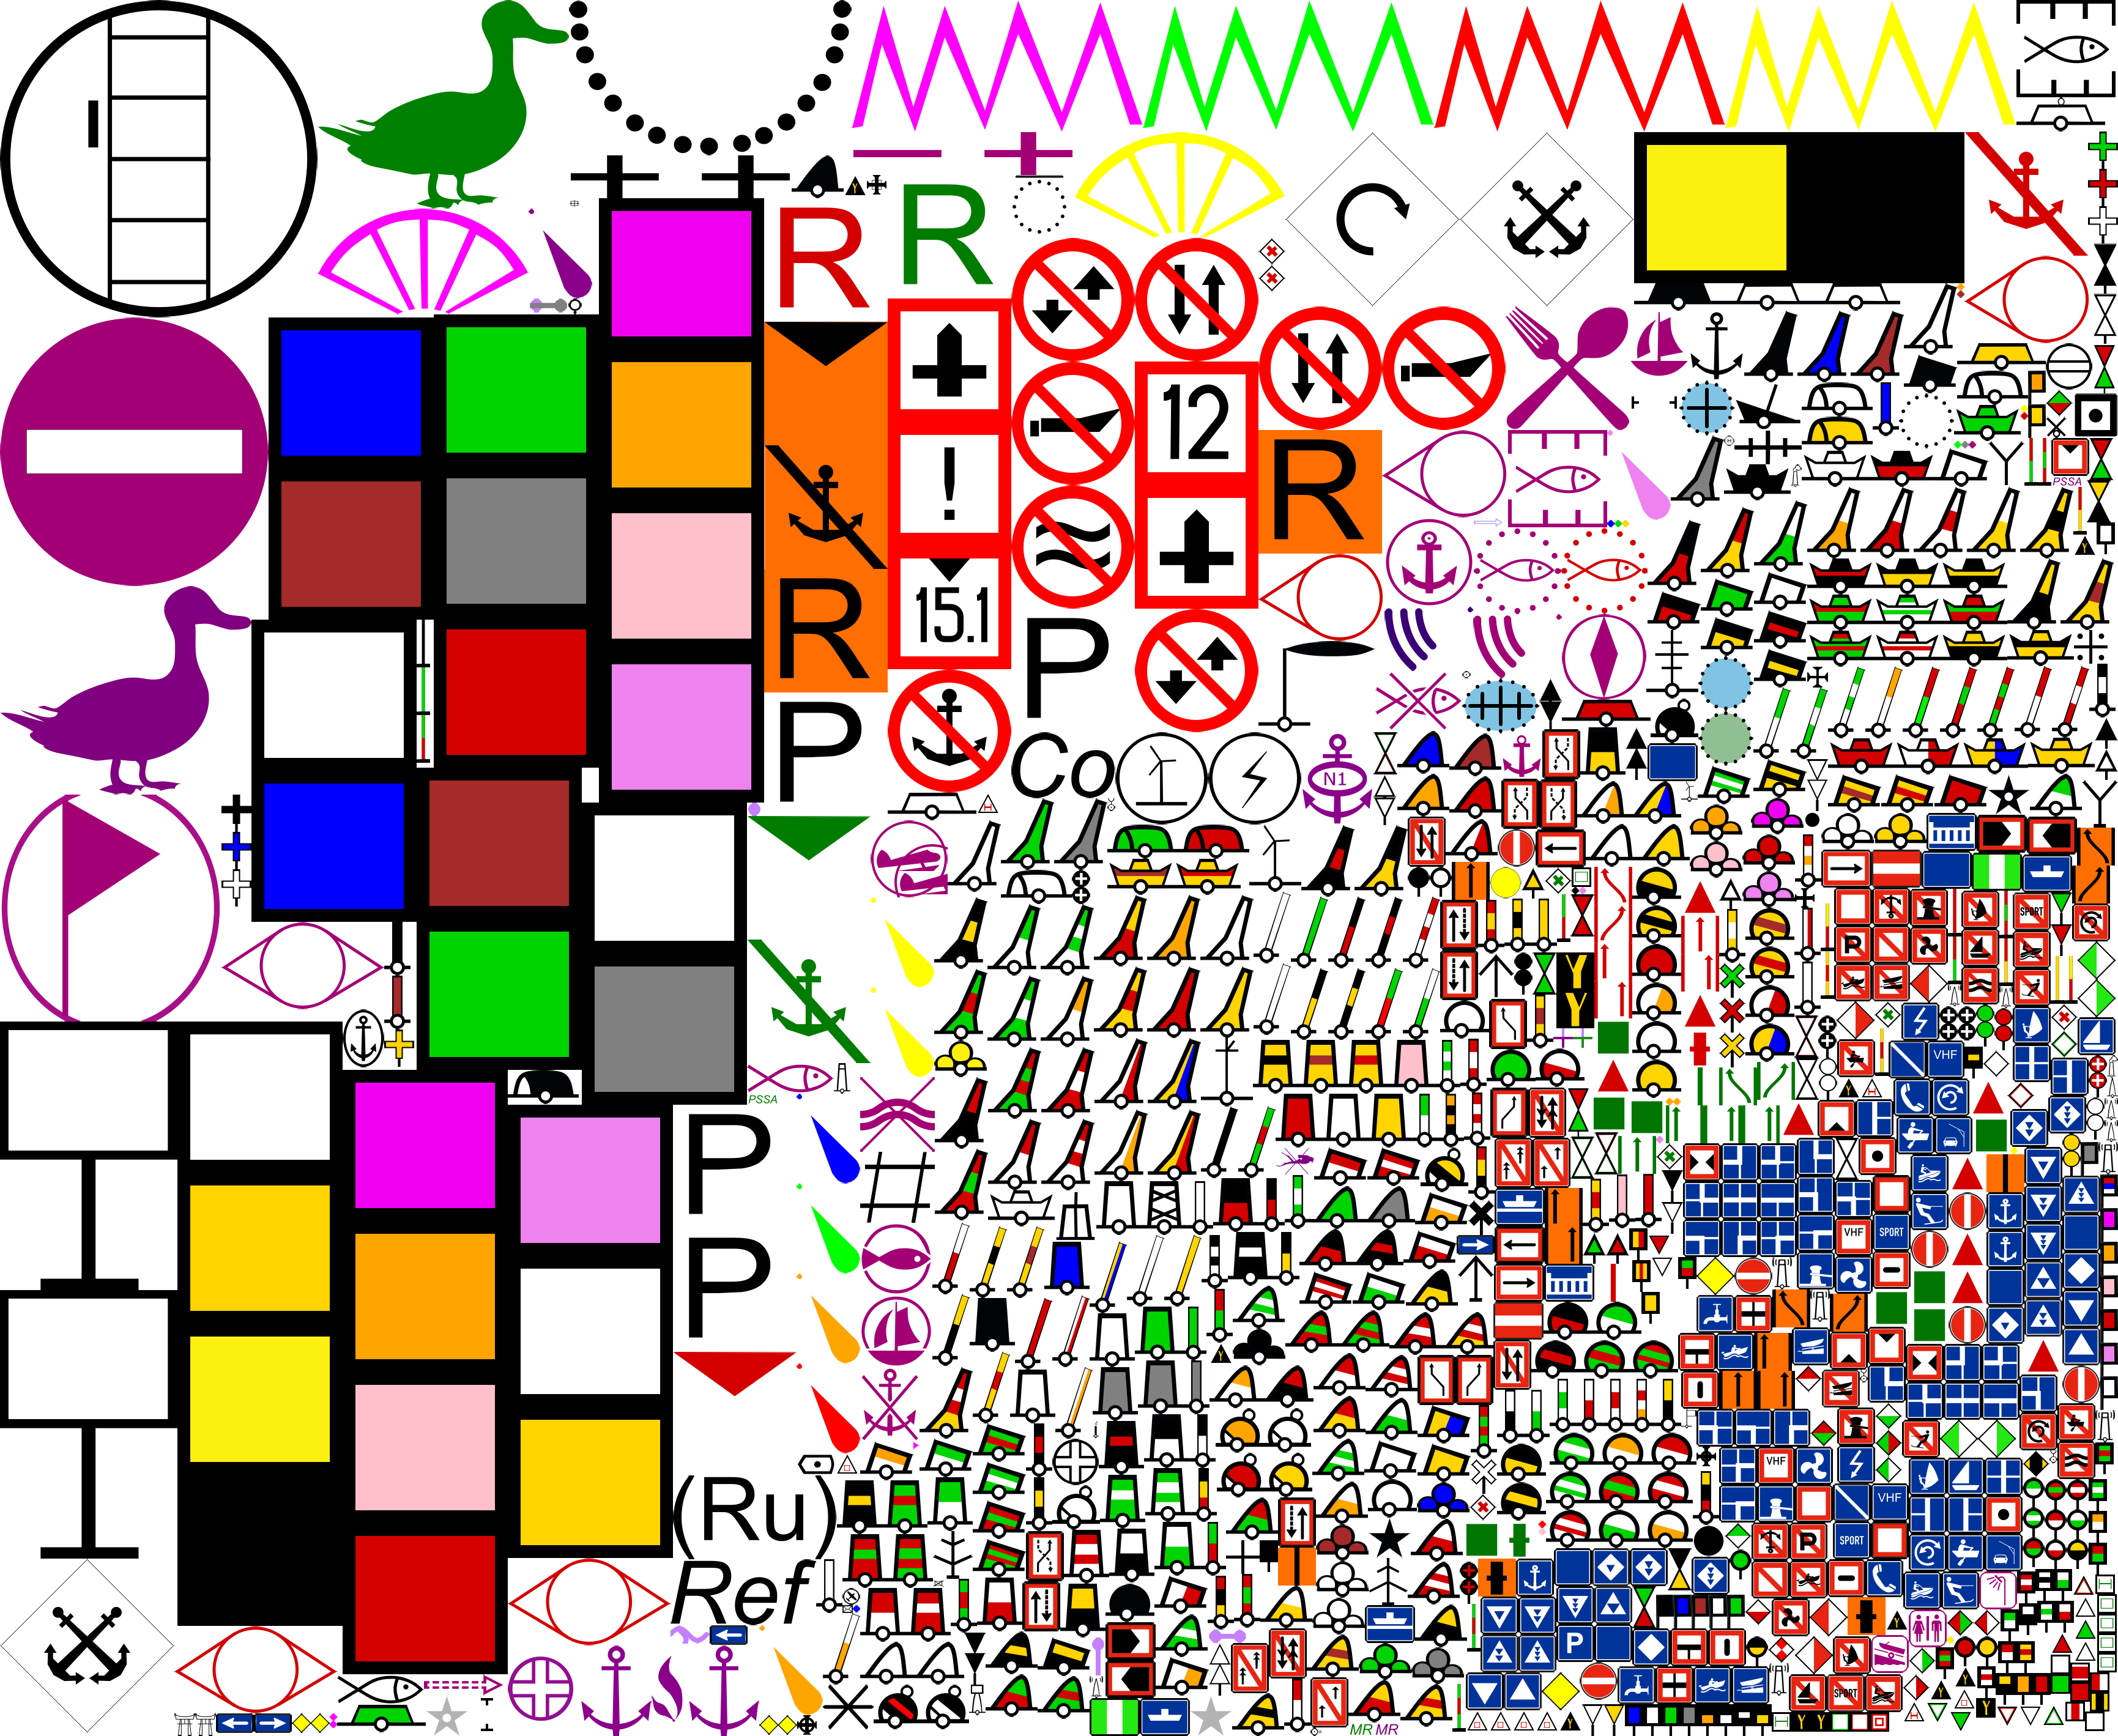 R
R
12
!
R
PSSA
15.1
R
P
P
Co
N1
SPORT
P
Y
Y
VHF
PSSA
P
VHF
SPORT
P
(Ru)
VHF
VHF
Ref
P
SPORT
P
SPORT
MR MR
Y Y